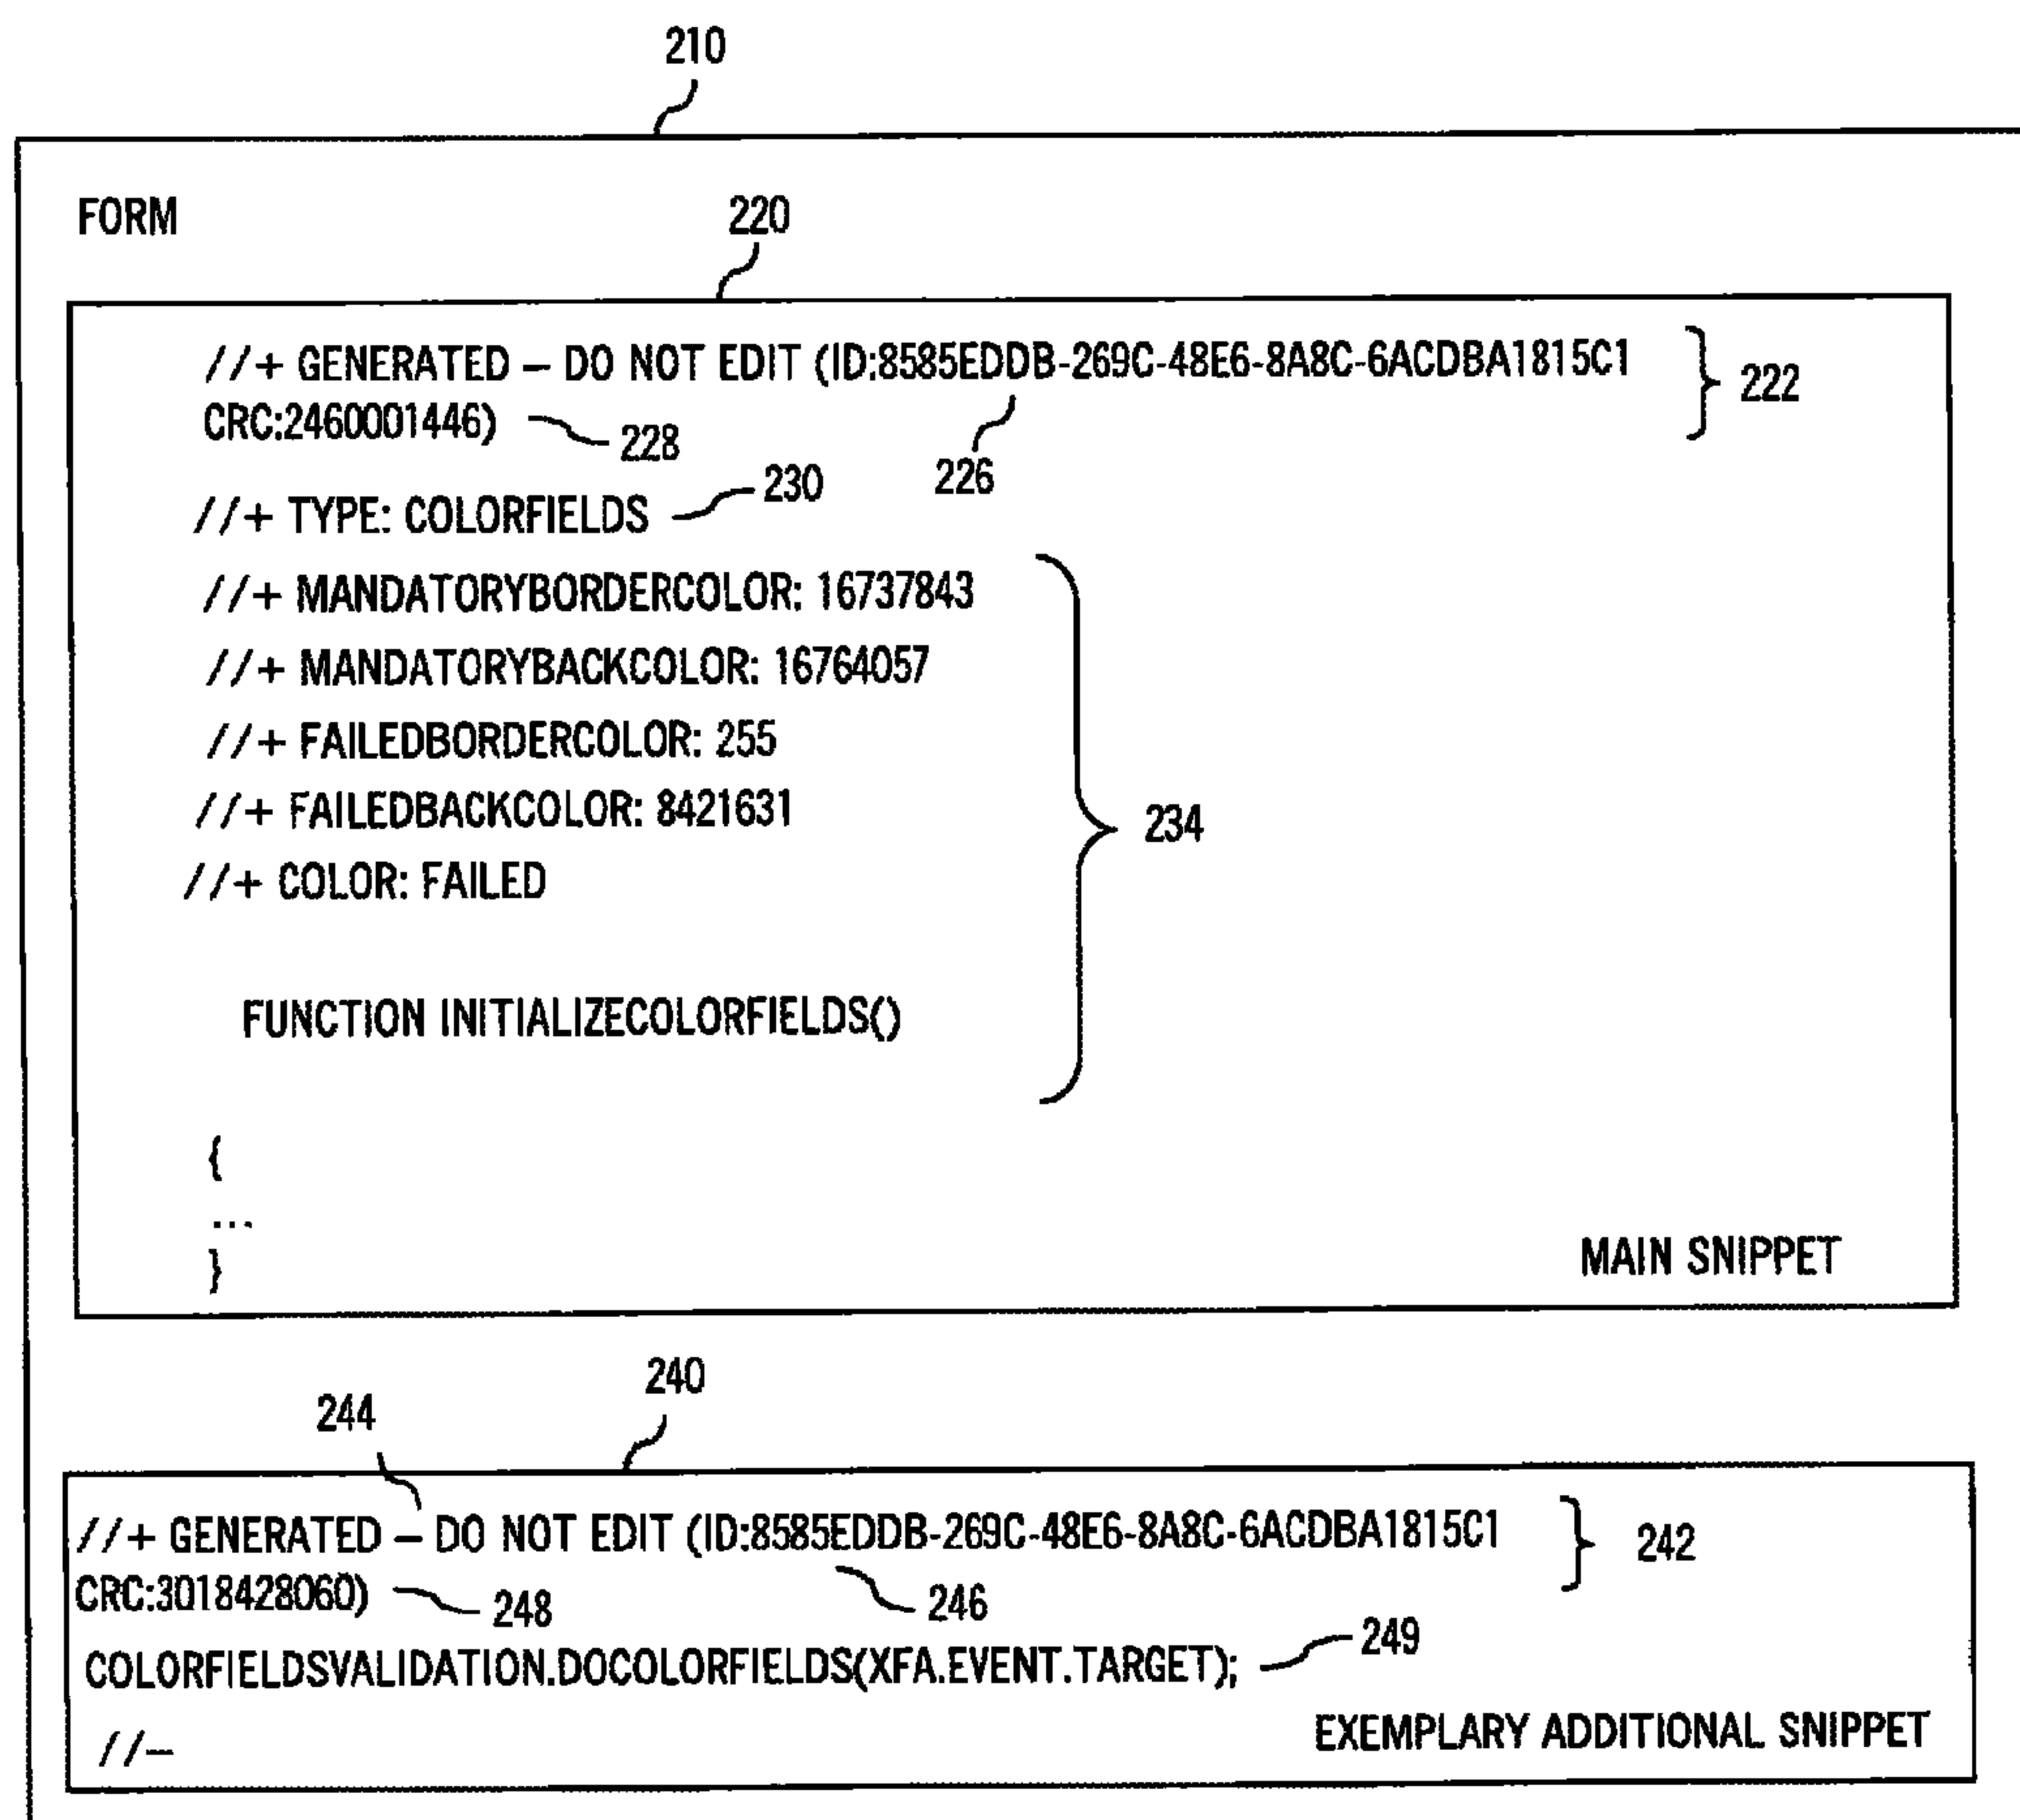 210
FORM
220
//+ GENERATED – DO NOT EDIT (ID:8585EDDB-269C-48E6-8A8C-6ACDBA1815C1
222
CRC:2460001446)
228
226
//+ TYPE: COLORFIELDS
230
//+ MANDATORYBORDERCOLOR: 16737843
//+ MANDATORYBACKCOLOR: 16764057
//+ FAILEDBORDERCOLOR: 255
//+ FAILEDBACKCOLOR: 8421631
234
//+ COLOR: FAILED
FUNCTION INITIALIZECOLORFIELDS()
{
...
}
MAIN SNIPPET
240
244
//+ GENERATED – DO NOT EDIT (ID:8585EDDB-269C-48E6-8A8C-6ACDBA1815C1
242
CRC:3018428060)
248
246
COLORFIELDSVALIDATION.DOCOLORFIELDS(XFA.EVENT.TARGET);
249
//–
EXEMPLARY ADDITIONAL SNIPPET